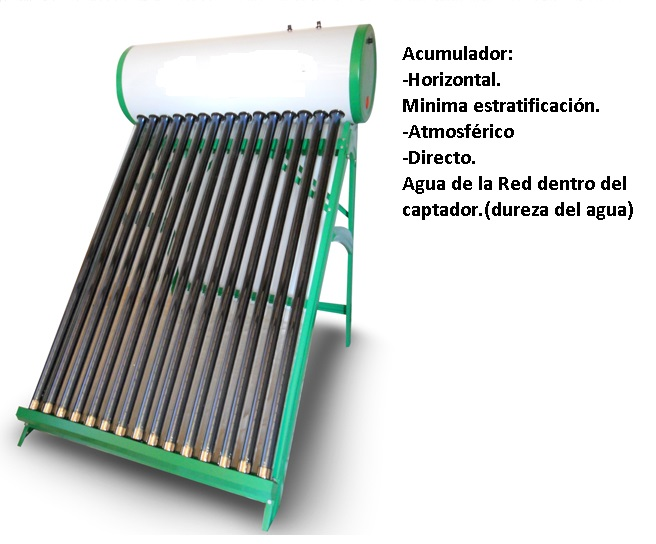 Acumulador:
-Horizontal.
Minima estratificación.
-Atmosférico
-Directo.
Agua de la Red dentro del
captador.(dureza del agua)